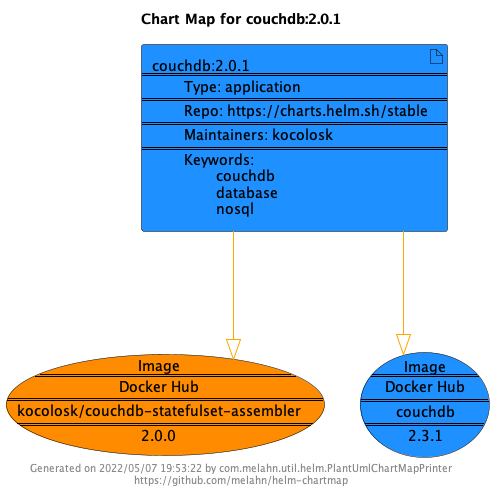 Chart Map for couchdb:2.0.1
couchdb:2.0.1
Type: application
Repo: https://charts.helm.sh/stable
Maintainers: kocolosk
Keywords:
couchdb
database
nosql
Image
Docker Hub
kocolosk/couchdb-statefulset-assembler
2.0.0
Image
Docker Hub
couchdb
2.3.1
Generated on 2022/05/07 19:53:22 by com.melahn.util.helm.PlantUmlChartMapPrinter
https://github.com/melahn/helm-chartmap